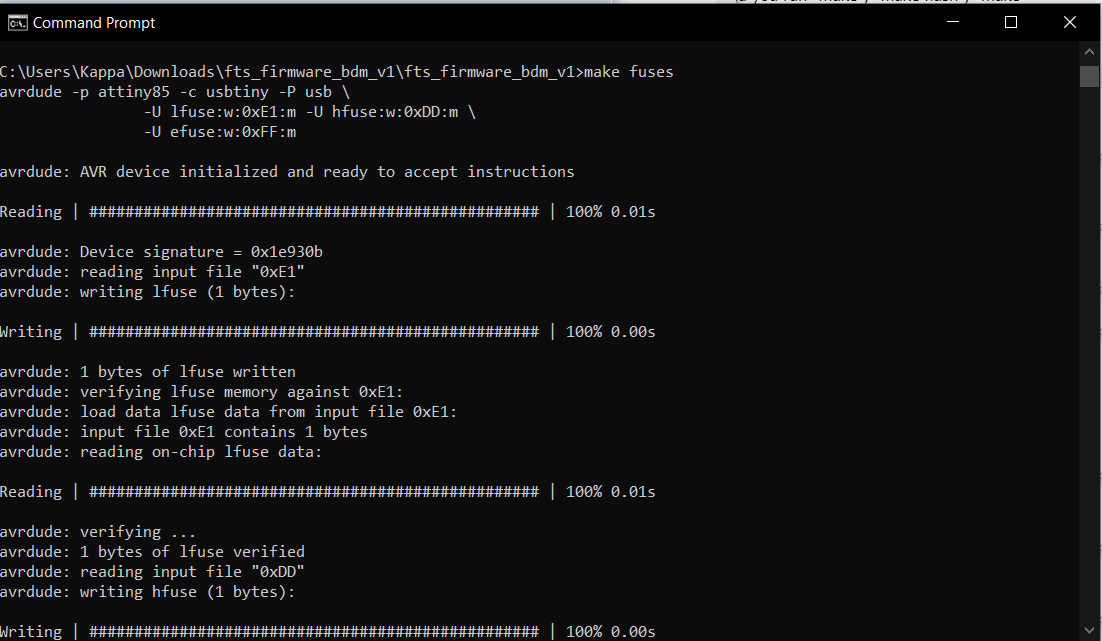 Command Prompt
C:\Users\Kappa\Downloads\fts_firmware_bdm_v1\fts_firmware_bdm_v1>make fuses
avrdude -p attiny85 -c usbtiny -P usb \
-U lfuse:w:0xE1:m -U hfuse:w:0xDD:m \
-U efuse:w:0xFF:m
avrdude: AVR device initialized and ready to accept instructions
Reading | ################################################## | 100% 0.01s
avrdude: Device signature = 0x1e930b
avrdude: reading input file "0xE1"
avrdude: writing lfuse (1 bytes):
Writing | ################################################## | 100% 0.00s
avrdude: 1 bytes of lfuse written
avrdude: verifying lfuse memory against 0xE1:
avrdude: load data lfuse data from input file 0xE1:
avrdude: input file 0xE1 contains 1 bytes
avrdude: reading on-chip lfuse data:
Reading | ################################################## | 100% 0.01s
avrdude: verifying ...
avrdude: 1 bytes of lfuse verified
avrdude: reading input file "0xDD"
avrdude: writing hfuse (1 bytes):
Writing | ################################################## | 100% 0.00s